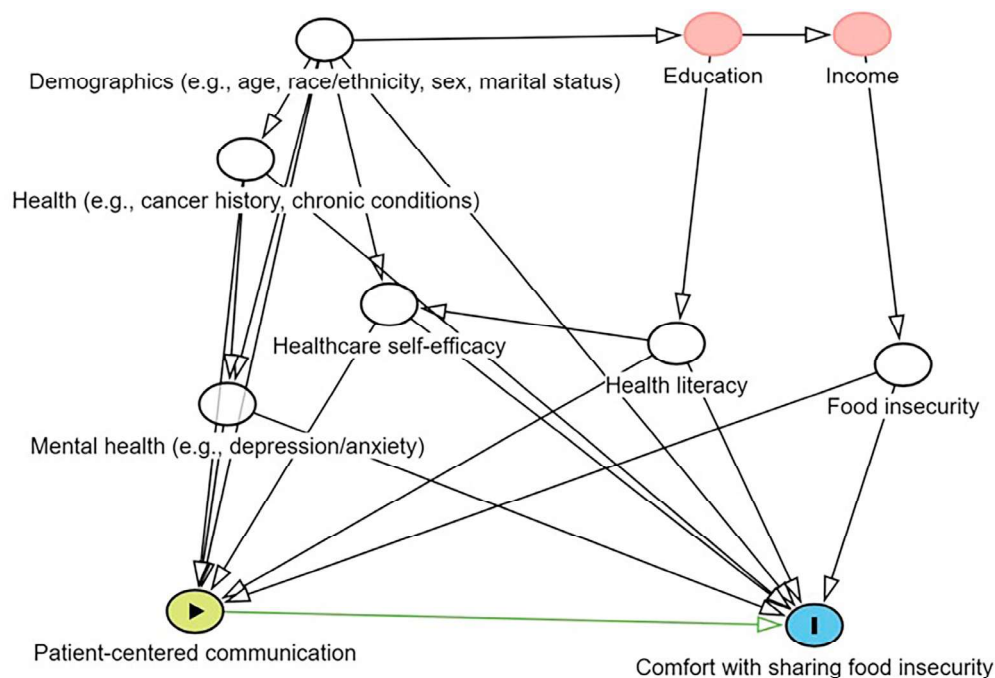 Demographics (e.g., age, race/ethnicity, sex, marital status)
Education
Income
Health (e.g., cancer history, chronic conditions)
Healthcare self-efficacy
Health literacy
Food insecurity
Mental health (e.g., depression/anxiety)
Patient-centered communication
Comfort with sharing food insecurity